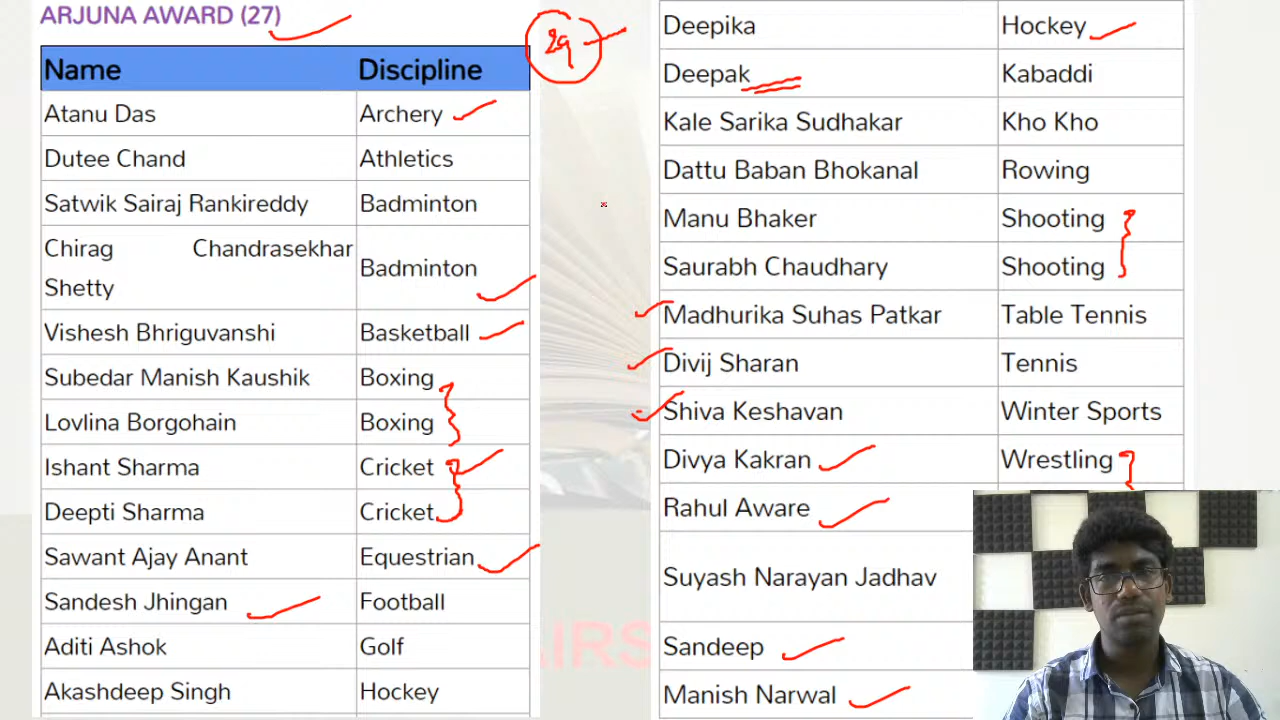 ARJUNA AWARD (27)
29
Name Discipline
Atanu Das Archery
Dutee Chand Athletics
Satwik Sairaj Rankireddy Badminton
Chirag Chandrasekhar
Shetty Badminton
Vishesh Bhriguvanshi Basketball
Subedar Manish Kaushik Boxing
Lovlina Borgohain Boxing
Ishant Sharma Cricket
Deepti Sharma Cricket
Sawant Ajay Anant Equestrian
Sandesh Jhingan Football
Aditi Ashok Golf
Akashdeep Singh Hockey
Deepika Hockey
Deepak Kabaddi
Kale Sarika Sudhakar Kho Kho
Dattu Baban Bhokanal Rowing
Manu Bhaker Shooting
Saurabh Chaudhary Shooting
Madhurika Suhas Patkar Table Tennis
Divij Sharan Tennis
Shiva Keshavan Winter Sports
Divya Kakran Wrestling
Rahul Aware
Suyash Narayan Jadhav
Sandeep
Manish Narwal